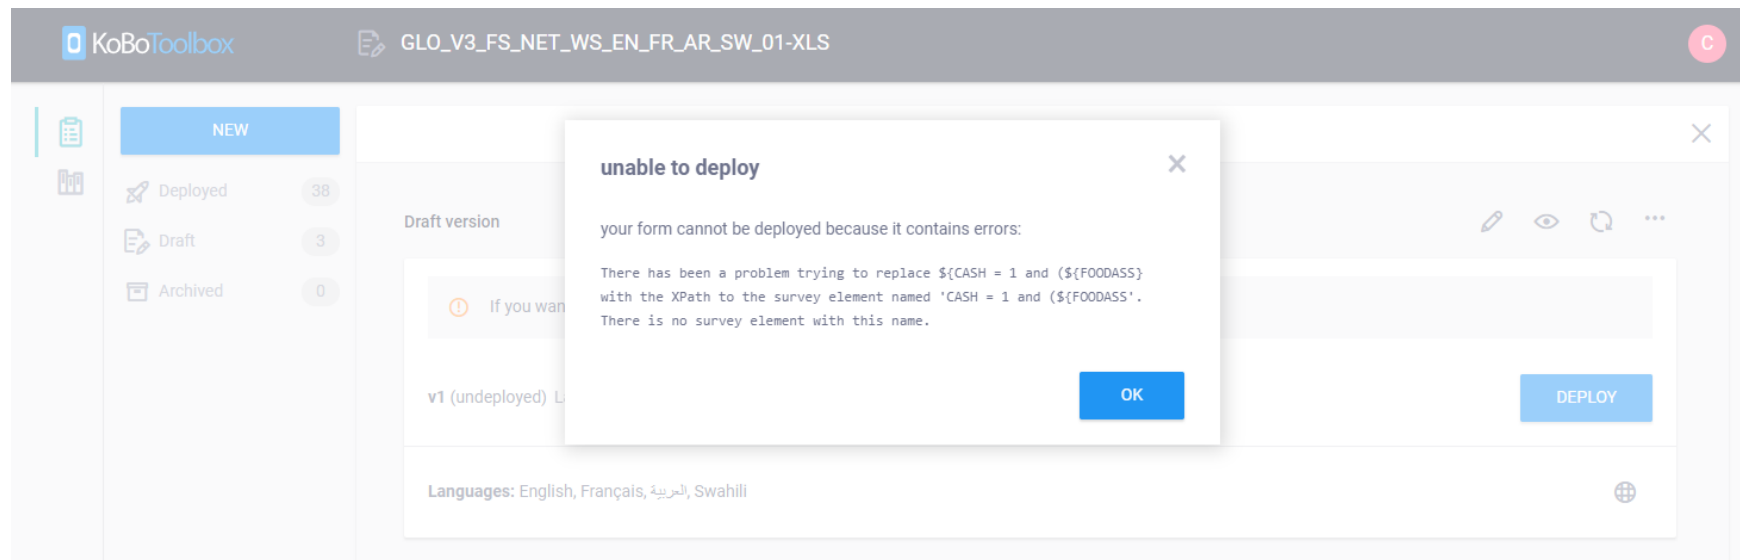 KoBoToolbox
GLO_V3_FS_NET_WS_EN_FR_AR_SW_01-XLS
C
NEW
Deployed 38
Draft 3
Archived 0
Draft version
unable to deploy
your form cannot be deployed because it contains errors:
There has been a problem trying to replace ${CASH = 1 and (${FOODASS}
with the XPath to the survey element named 'CASH = 1 and (${FOODASS'.
There is no survey element with this name.
OK
If you wan
v1 (undeployed) L
DEPLOY
Languages: English, Français, العربية, Swahili